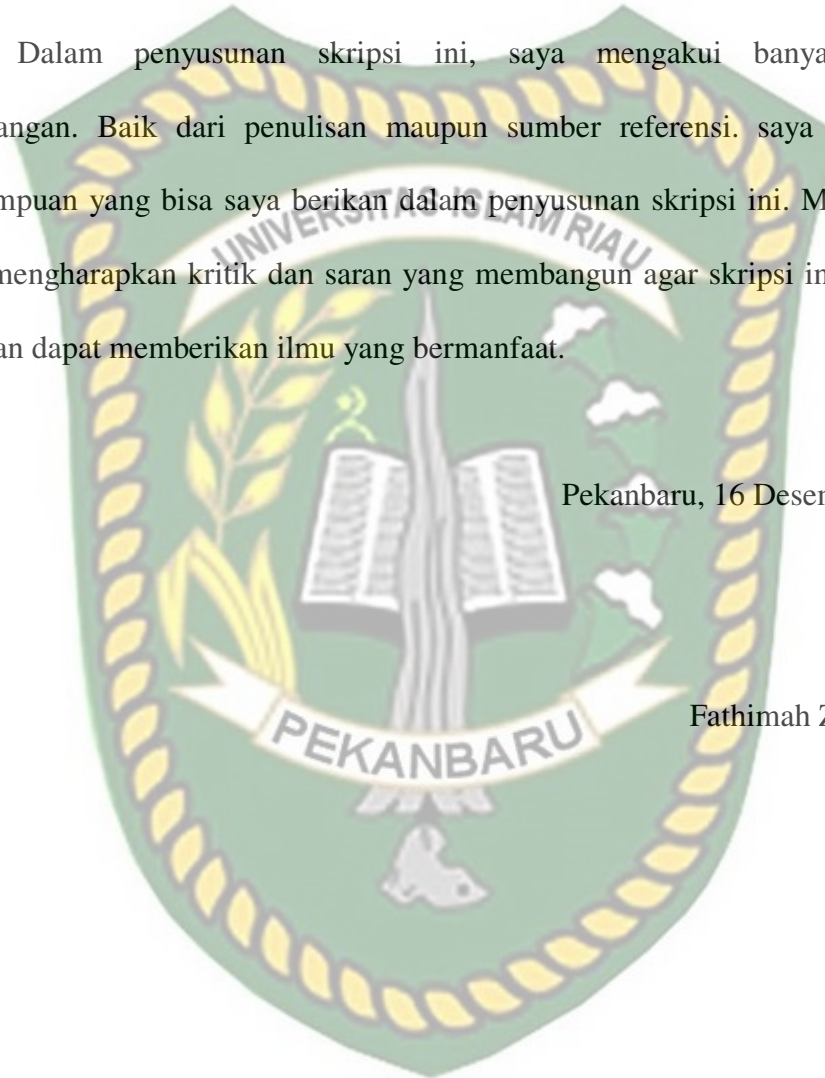 Dalam penyusunan skripsi ini, saya mengakui banya
angan. Baik dari penulisan maupun sumber referensi. saya
mpuan yang bisa saya berikan dalam penyusunan skripsi ini. M
mengharapkan kritik dan saran yang membangun agar skripsi in
an dapat memberikan ilmu yang bermanfaat.
UNIVERSITAS ISLAM RIAU
Pekanbaru, 16 Desem
Fathimah Z
PEKANBARU